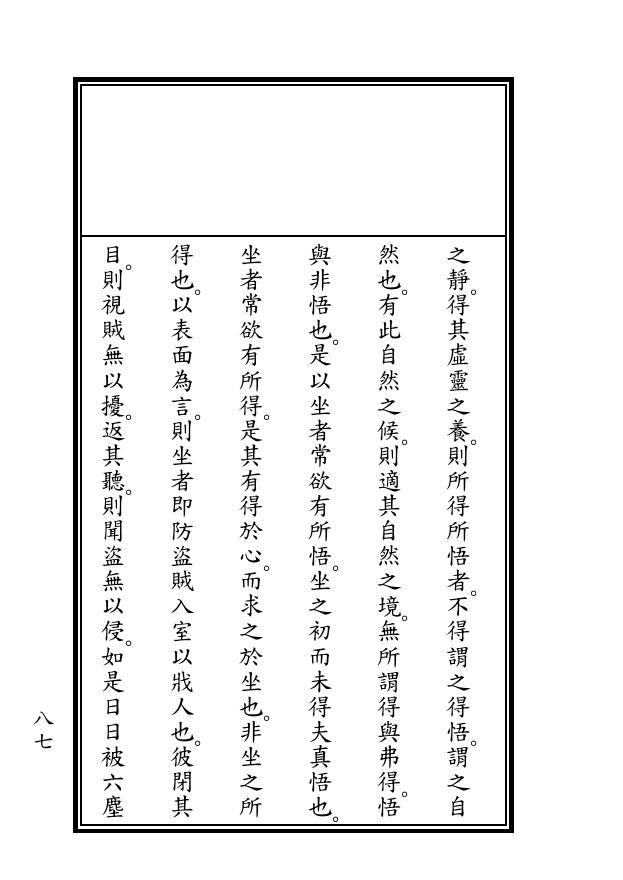 之靜。得其虛靈之養。則所得所悟者。不得謂之得悟。謂之自
然也。有此自然之候。則適其自然之境。無所謂得與弗得。悟
與非悟也。是以坐者常欲有所悟。坐之初而未得夫真悟也。
坐者常欲有所得。是其有得於心。而求之於坐也。非坐之所
得也。以表面為言。則坐者即防盜賊入室以戕人也。彼閉其
目。則視賊無以擾。返其聽。則聞盜無以侵。如是日日被六塵
八七